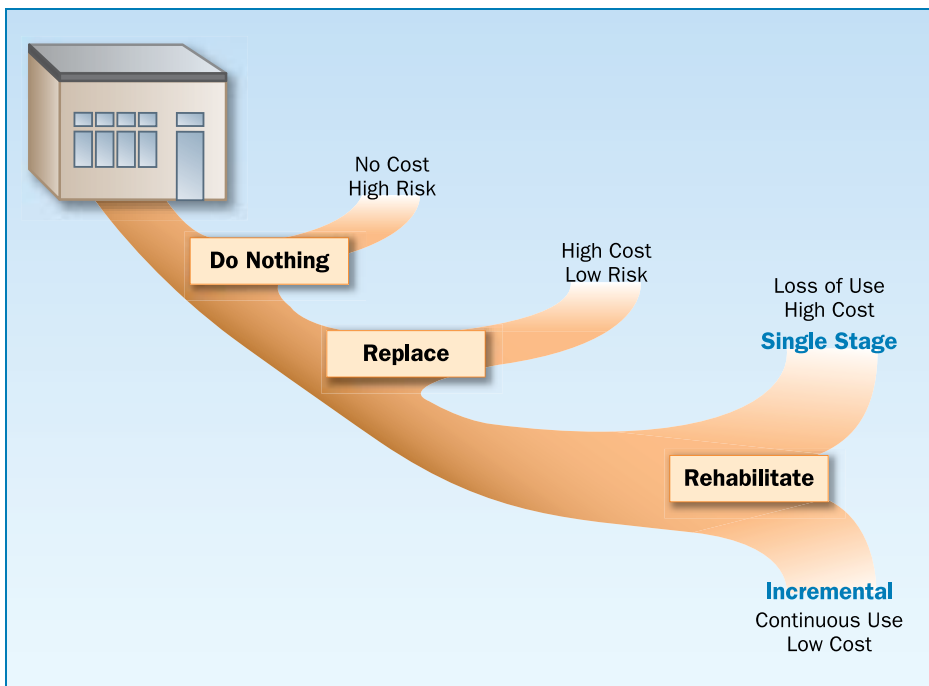 No Cost
High Risk
Do Nothing
High Cost
Low Risk
Replace
Loss of Use
High Cost
Single Stage
Rehabilitate
Incremental
Continuous Use
Low Cost